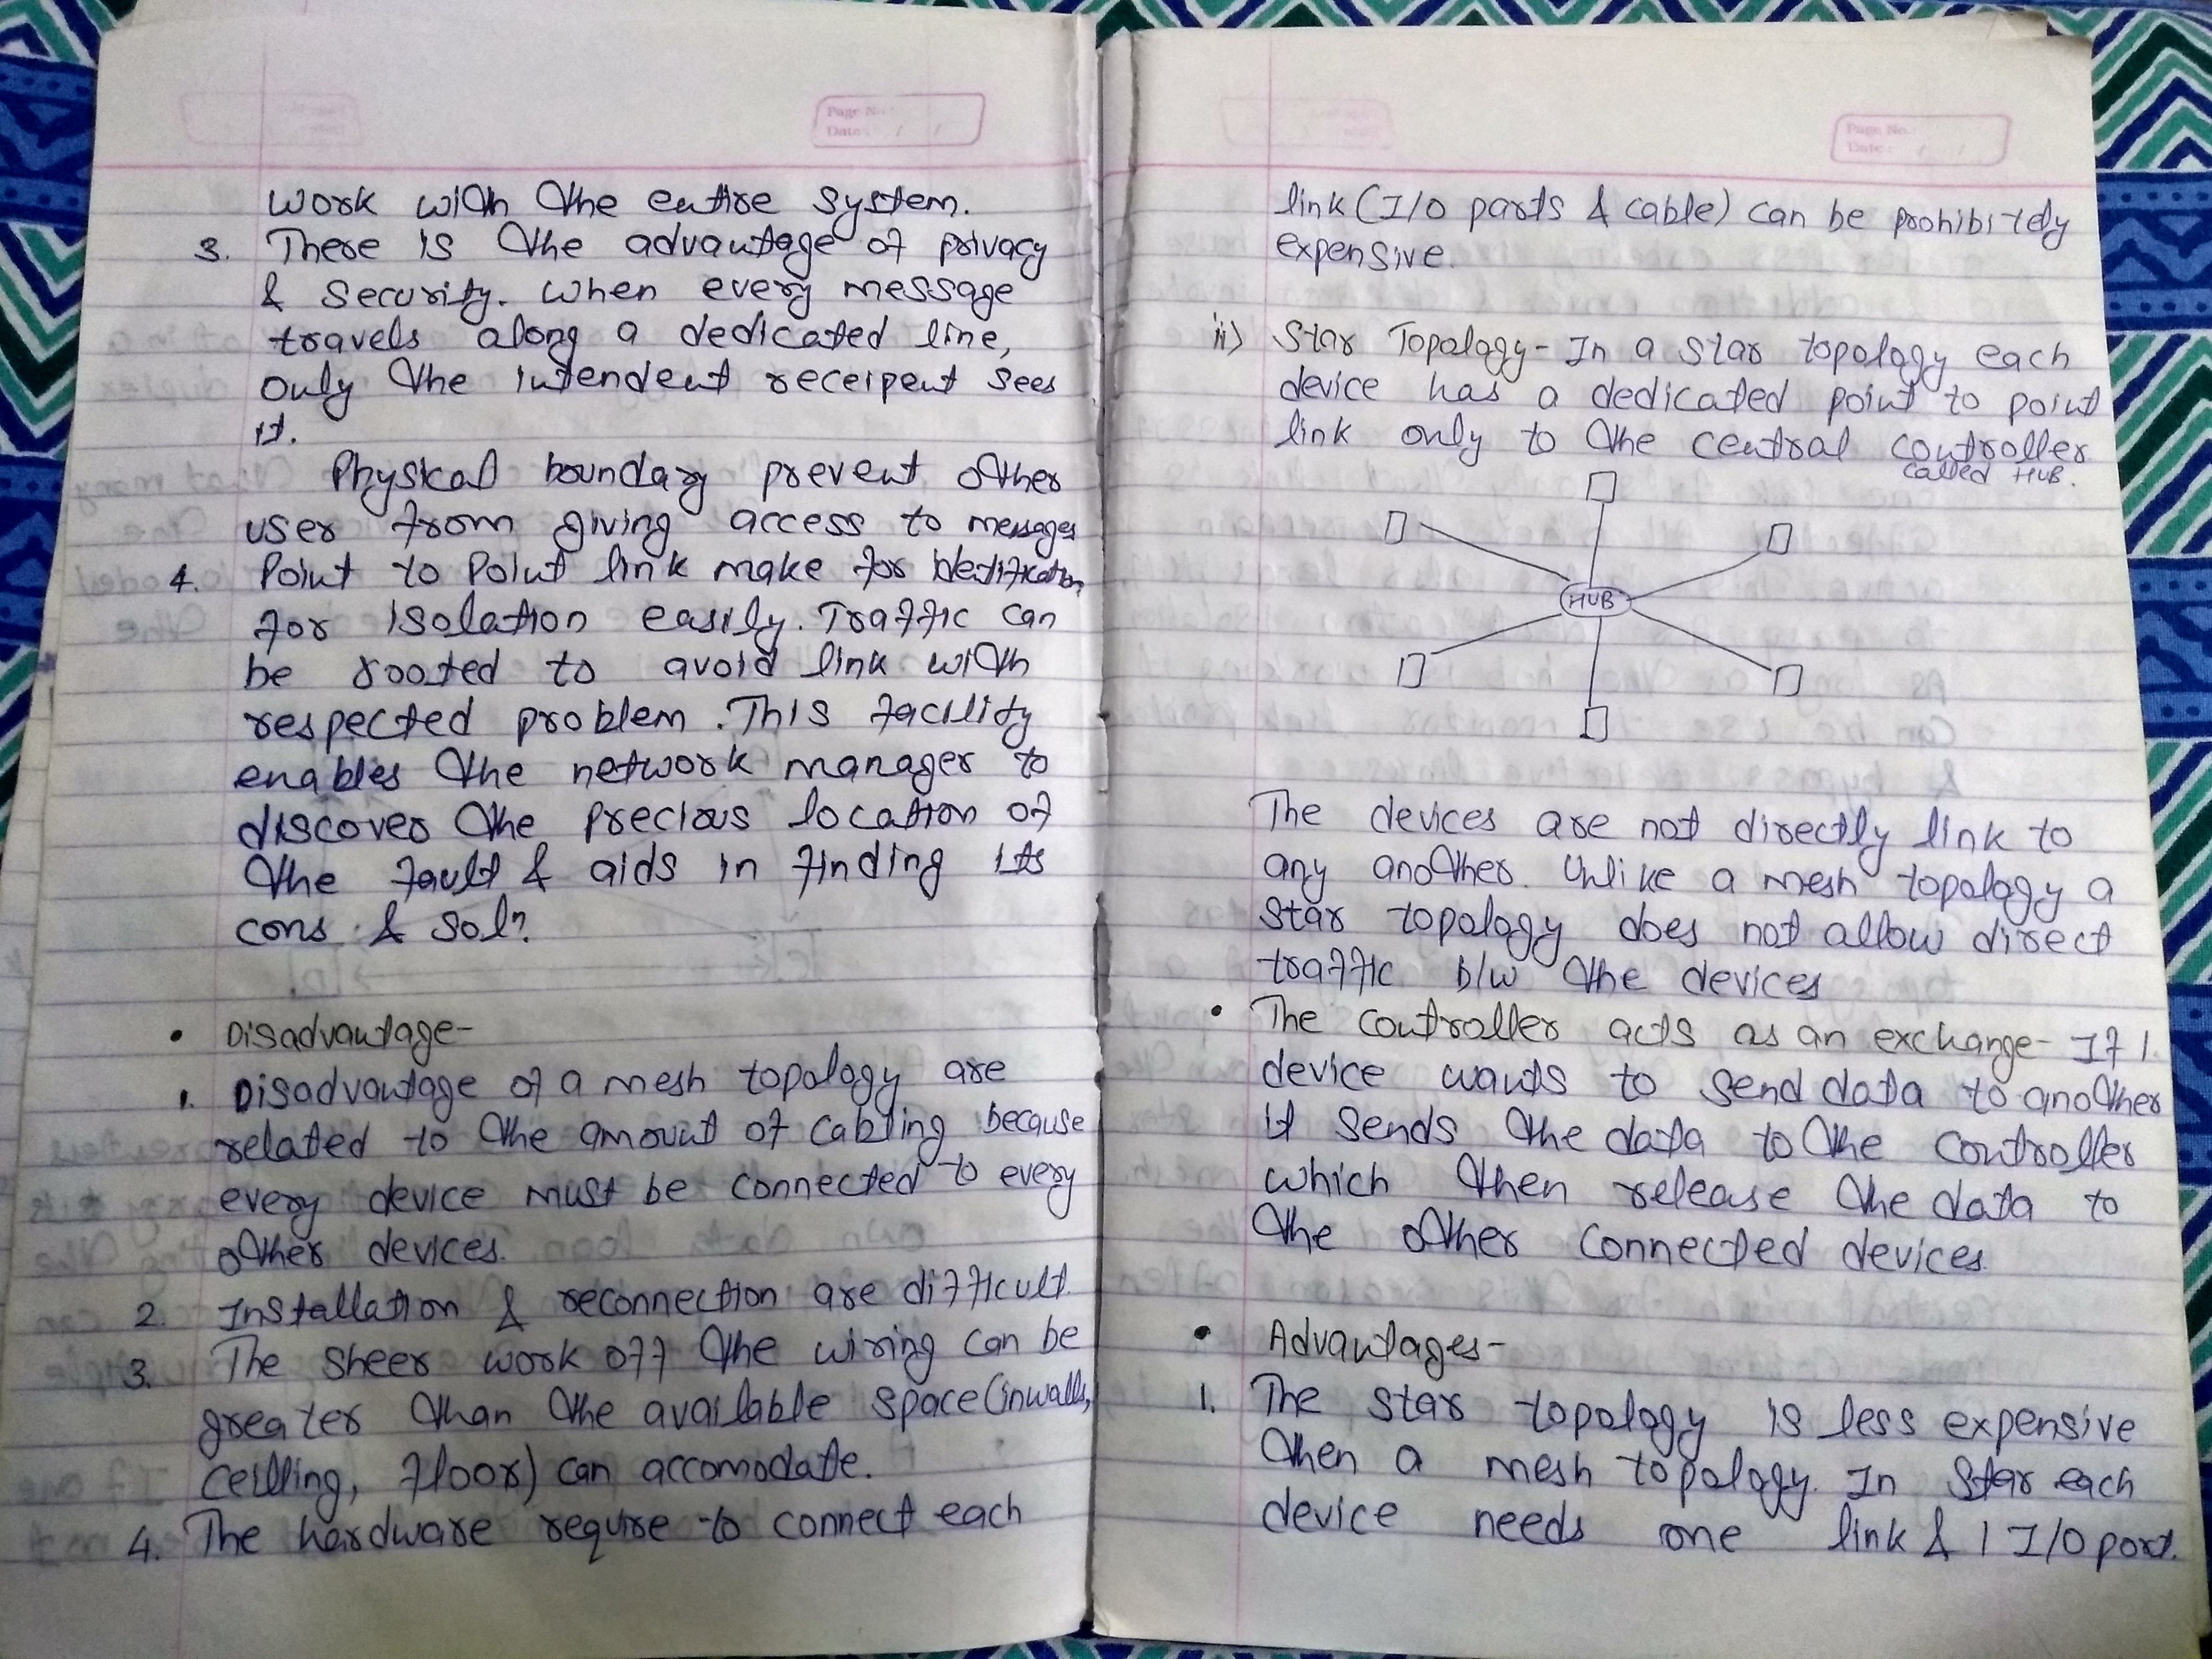 Page No.:
Date: / /
work with the entire system.
3. There is the advantage of privacy
& security. when every message
travels along a dedicated line,
only the intendent receipent sees
it.
Physical boundary prevent other
user from giving access to messages
4. Point to Point link make for identification
for isolation easily. Traffic can
be rooted to avoid link with
respected problem. This facility
enables the network manager to
discover the precious location of
the fault & aids in finding its
cons & soln.
• Disadvantage-
1. Disadvantage of a mesh topology are
related to the amount of cabling because
every device must be connected to every
other devices.
2. Installation & reconnection are difficult.
3. The sheer work off the wiring can be
greater than the available space (in walls,
ceilling, floor) can accomodate.
4. The hardware require to connect each
Page No.:
Date: / /
link (I/O parts & cable) can be prohibitely
expensive.
ii) Star Topology- In a star topology each
device has a dedicated point to point
link only to the central controller
called HUB.
HUB
The devices are not directly link to
any another. Unlike a mesh topology a
star topology does not allow direct
traffic b/w the devices
• The controller acts as an exchange- If 1
device wants to send data to another
it sends the data to the controller
which then release the data to
the other connected devices.
• Advantages-
1. The star topology is less expensive
then a mesh topology. In star each
device needs one link & 1 I/O port.